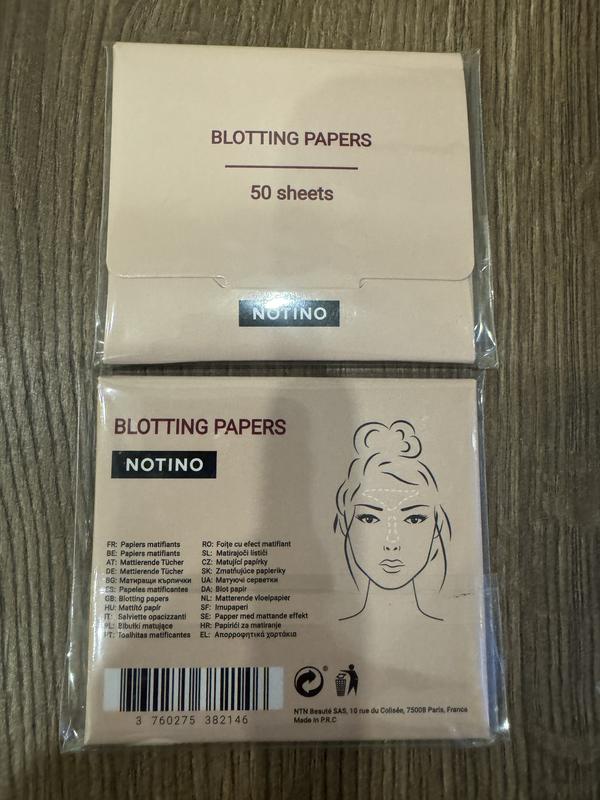 BLOTTING PAPERS
50 sheets
NOTINO
BLOTTING PAPERS
NOTINO
FR: Papiers matifiants
BE: Papiers matifiants
AT: Mattierende Tücher
DE: Mattierende Tücher
BG: Матиращи кърпички
ES: Papeles matificantes
GB: Blotting papers
HU: Mattító papír
IT: Salviette opacizzanti
PL: Bibułki matujące
PT: Toalhitas matificantes
RO: Foițe cu efect matifiant
SL: Matirajoči lističi
CZ: Matující papírky
SK: Zmatňujúce papieriky
UA: Матуючі серветки
DA: Blot papir
NL: Matterende vloeipapier
SF: Imupaperi
SE: Papper med mattande effekt
HR: Papirići za matiranje
EL: Απορροφητικά χαρτάκια
3 760275 382146
NTN Beauté SAS, 10 rue du Colisée, 75008 Paris, France
Made in P.R.C